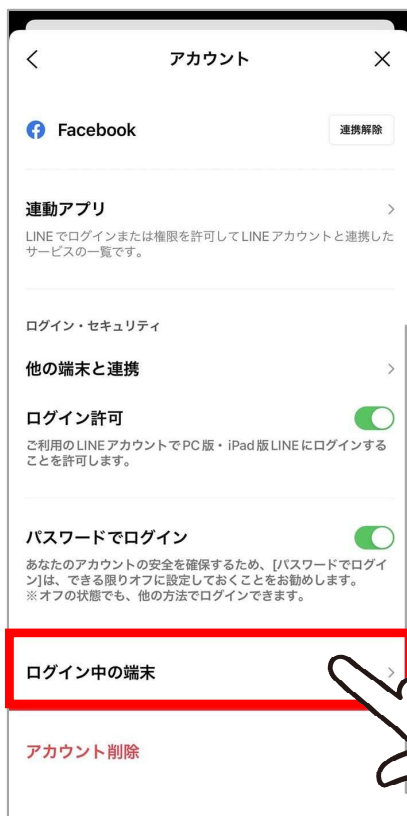 アカウント
Facebook
連携解除
連動アプリ
LINEでログインまたは権限を許可してLINEアカウントと連携した
サービスの一覧です。
ログイン・セキュリティ
他の端末と連携
ログイン許可
ご利用のLINEアカウントでPC版・iPad版LINEにログインする
ことを許可します。
パスワードでログイン
あなたのアカウントの安全を確保するため、[パスワードでログイ
ン]は、できる限りオフに設定しておくことをお勧めします。
※オフの状態でも、他の方法でログインできます。
ログイン中の端末
アカウント削除